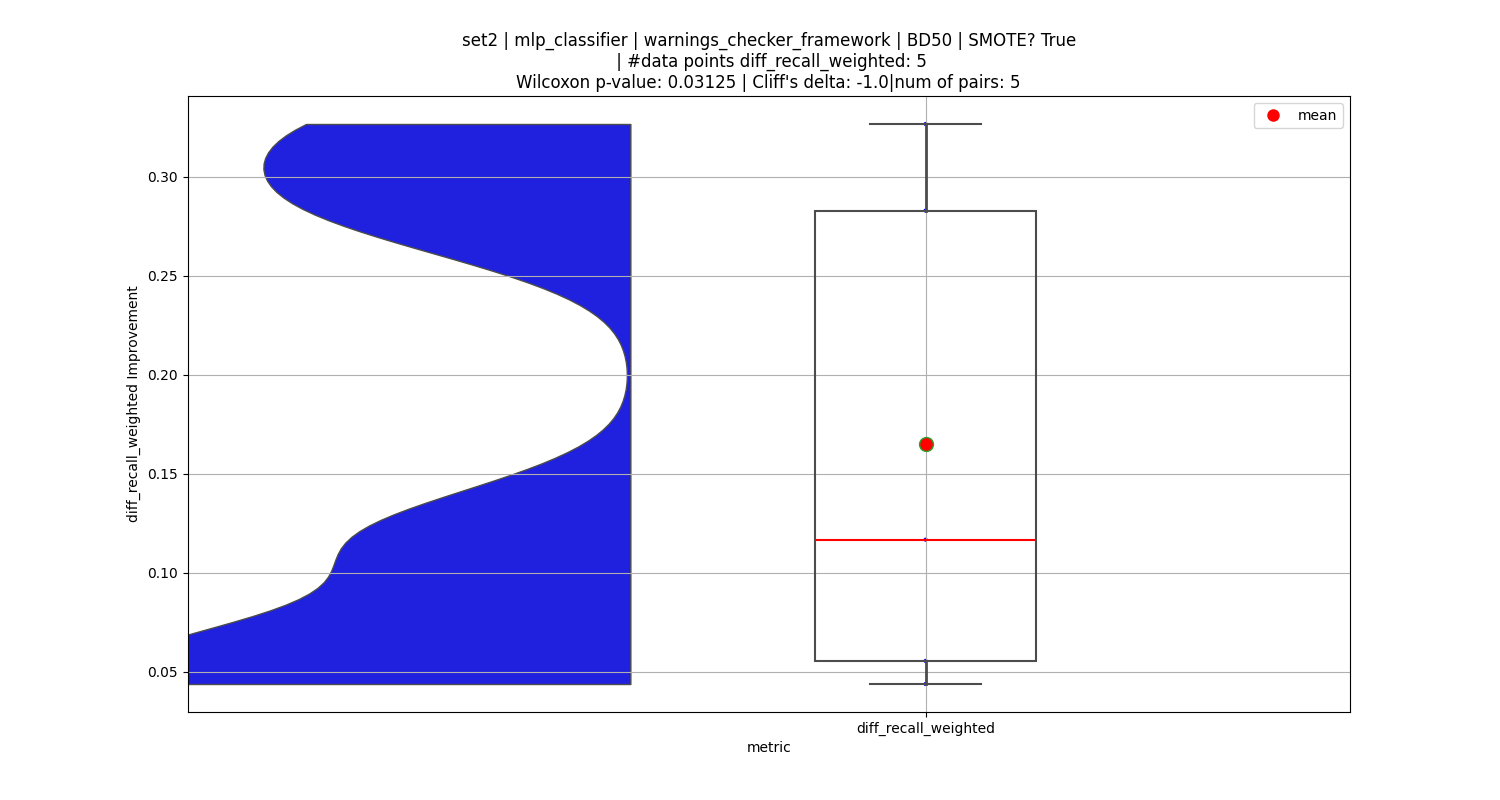 set2 | mlp_classifier | warnings_checker_framework | BD50 | SMOTE? True
| #data points diff_recall_weighted: 5
Wilcoxon p-value: 0.03125 | Cliff's delta: -1.0|num of pairs: 5
mean
0.30
0.25
0.20
0.15
0.10
0.05
diff_recall_weighted Improvement
diff_recall_weighted
metric